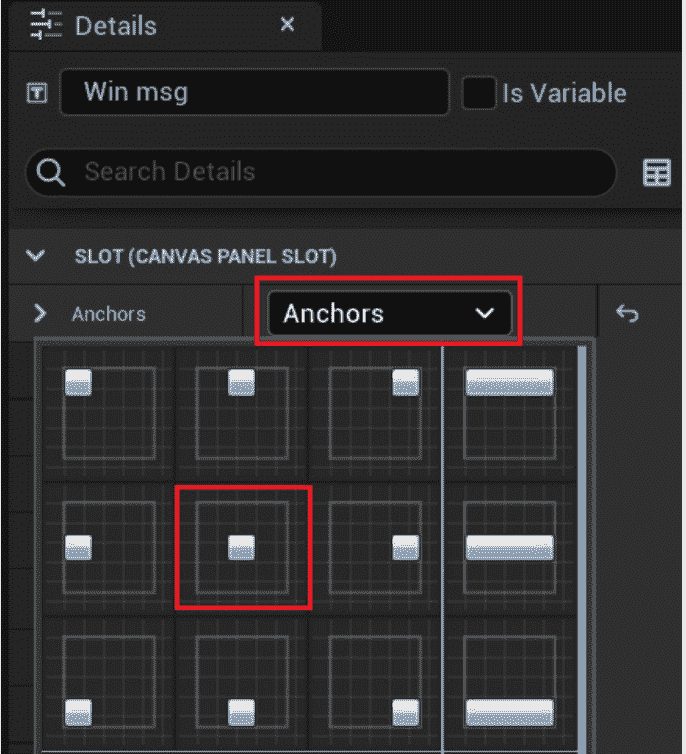 Details
Win msg
Is Variable
Search Details
SLOT (CANVAS PANEL SLOT)
Anchors
Anchors